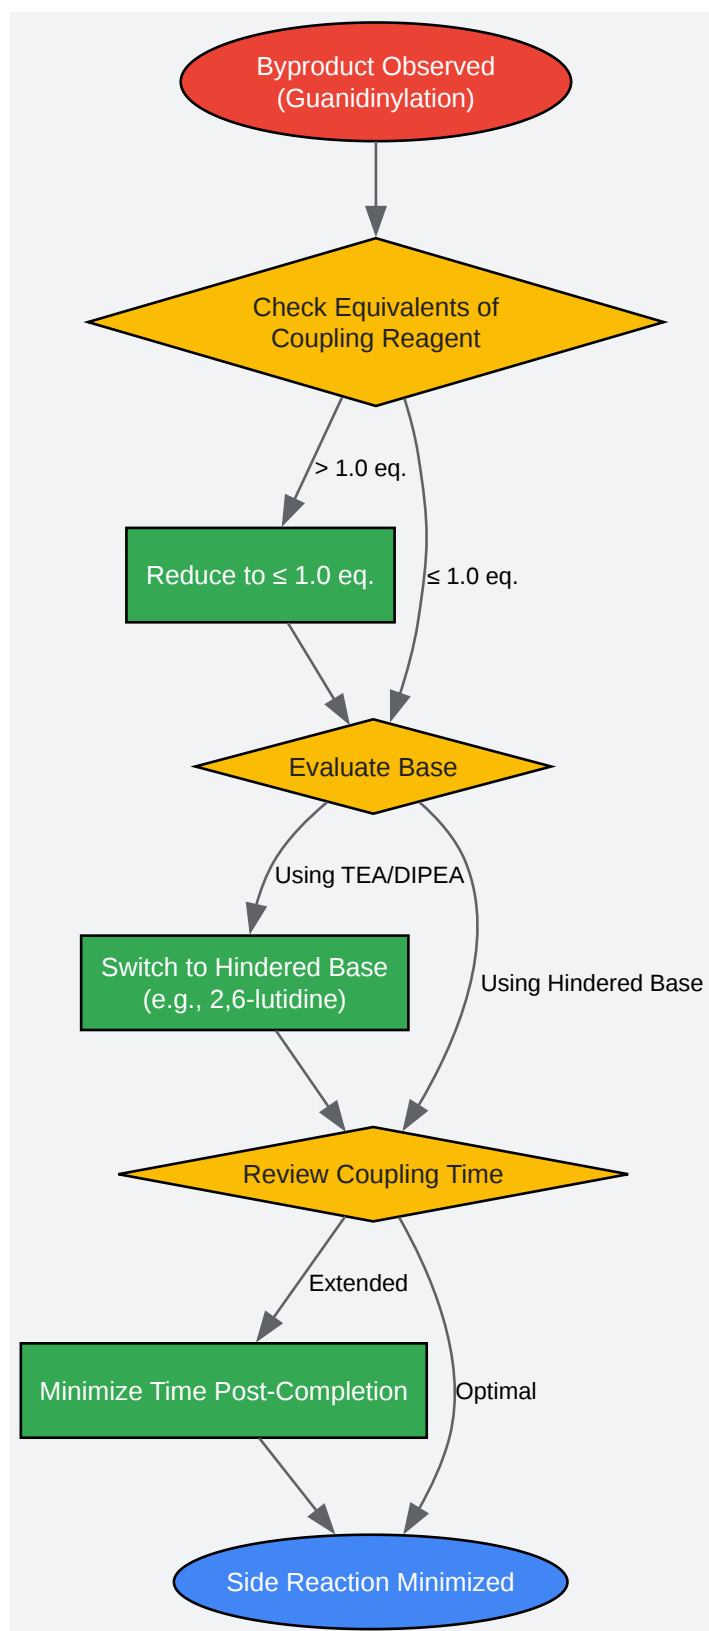 Byproduct Observed
(Guanidinylation)
Check Equivalents of
Coupling Reagent
> 1.0 eq.
Reduce to ≤ 1.0 eq.
≤ 1.0 eq.
Evaluate Base
Using TEA/DIPEA
Switch to Hindered Base
(e.g., 2,6-lutidine)
Using Hindered Base
Review Coupling Time
Extended
Minimize Time Post-Completion
Optimal
Side Reaction Minimized